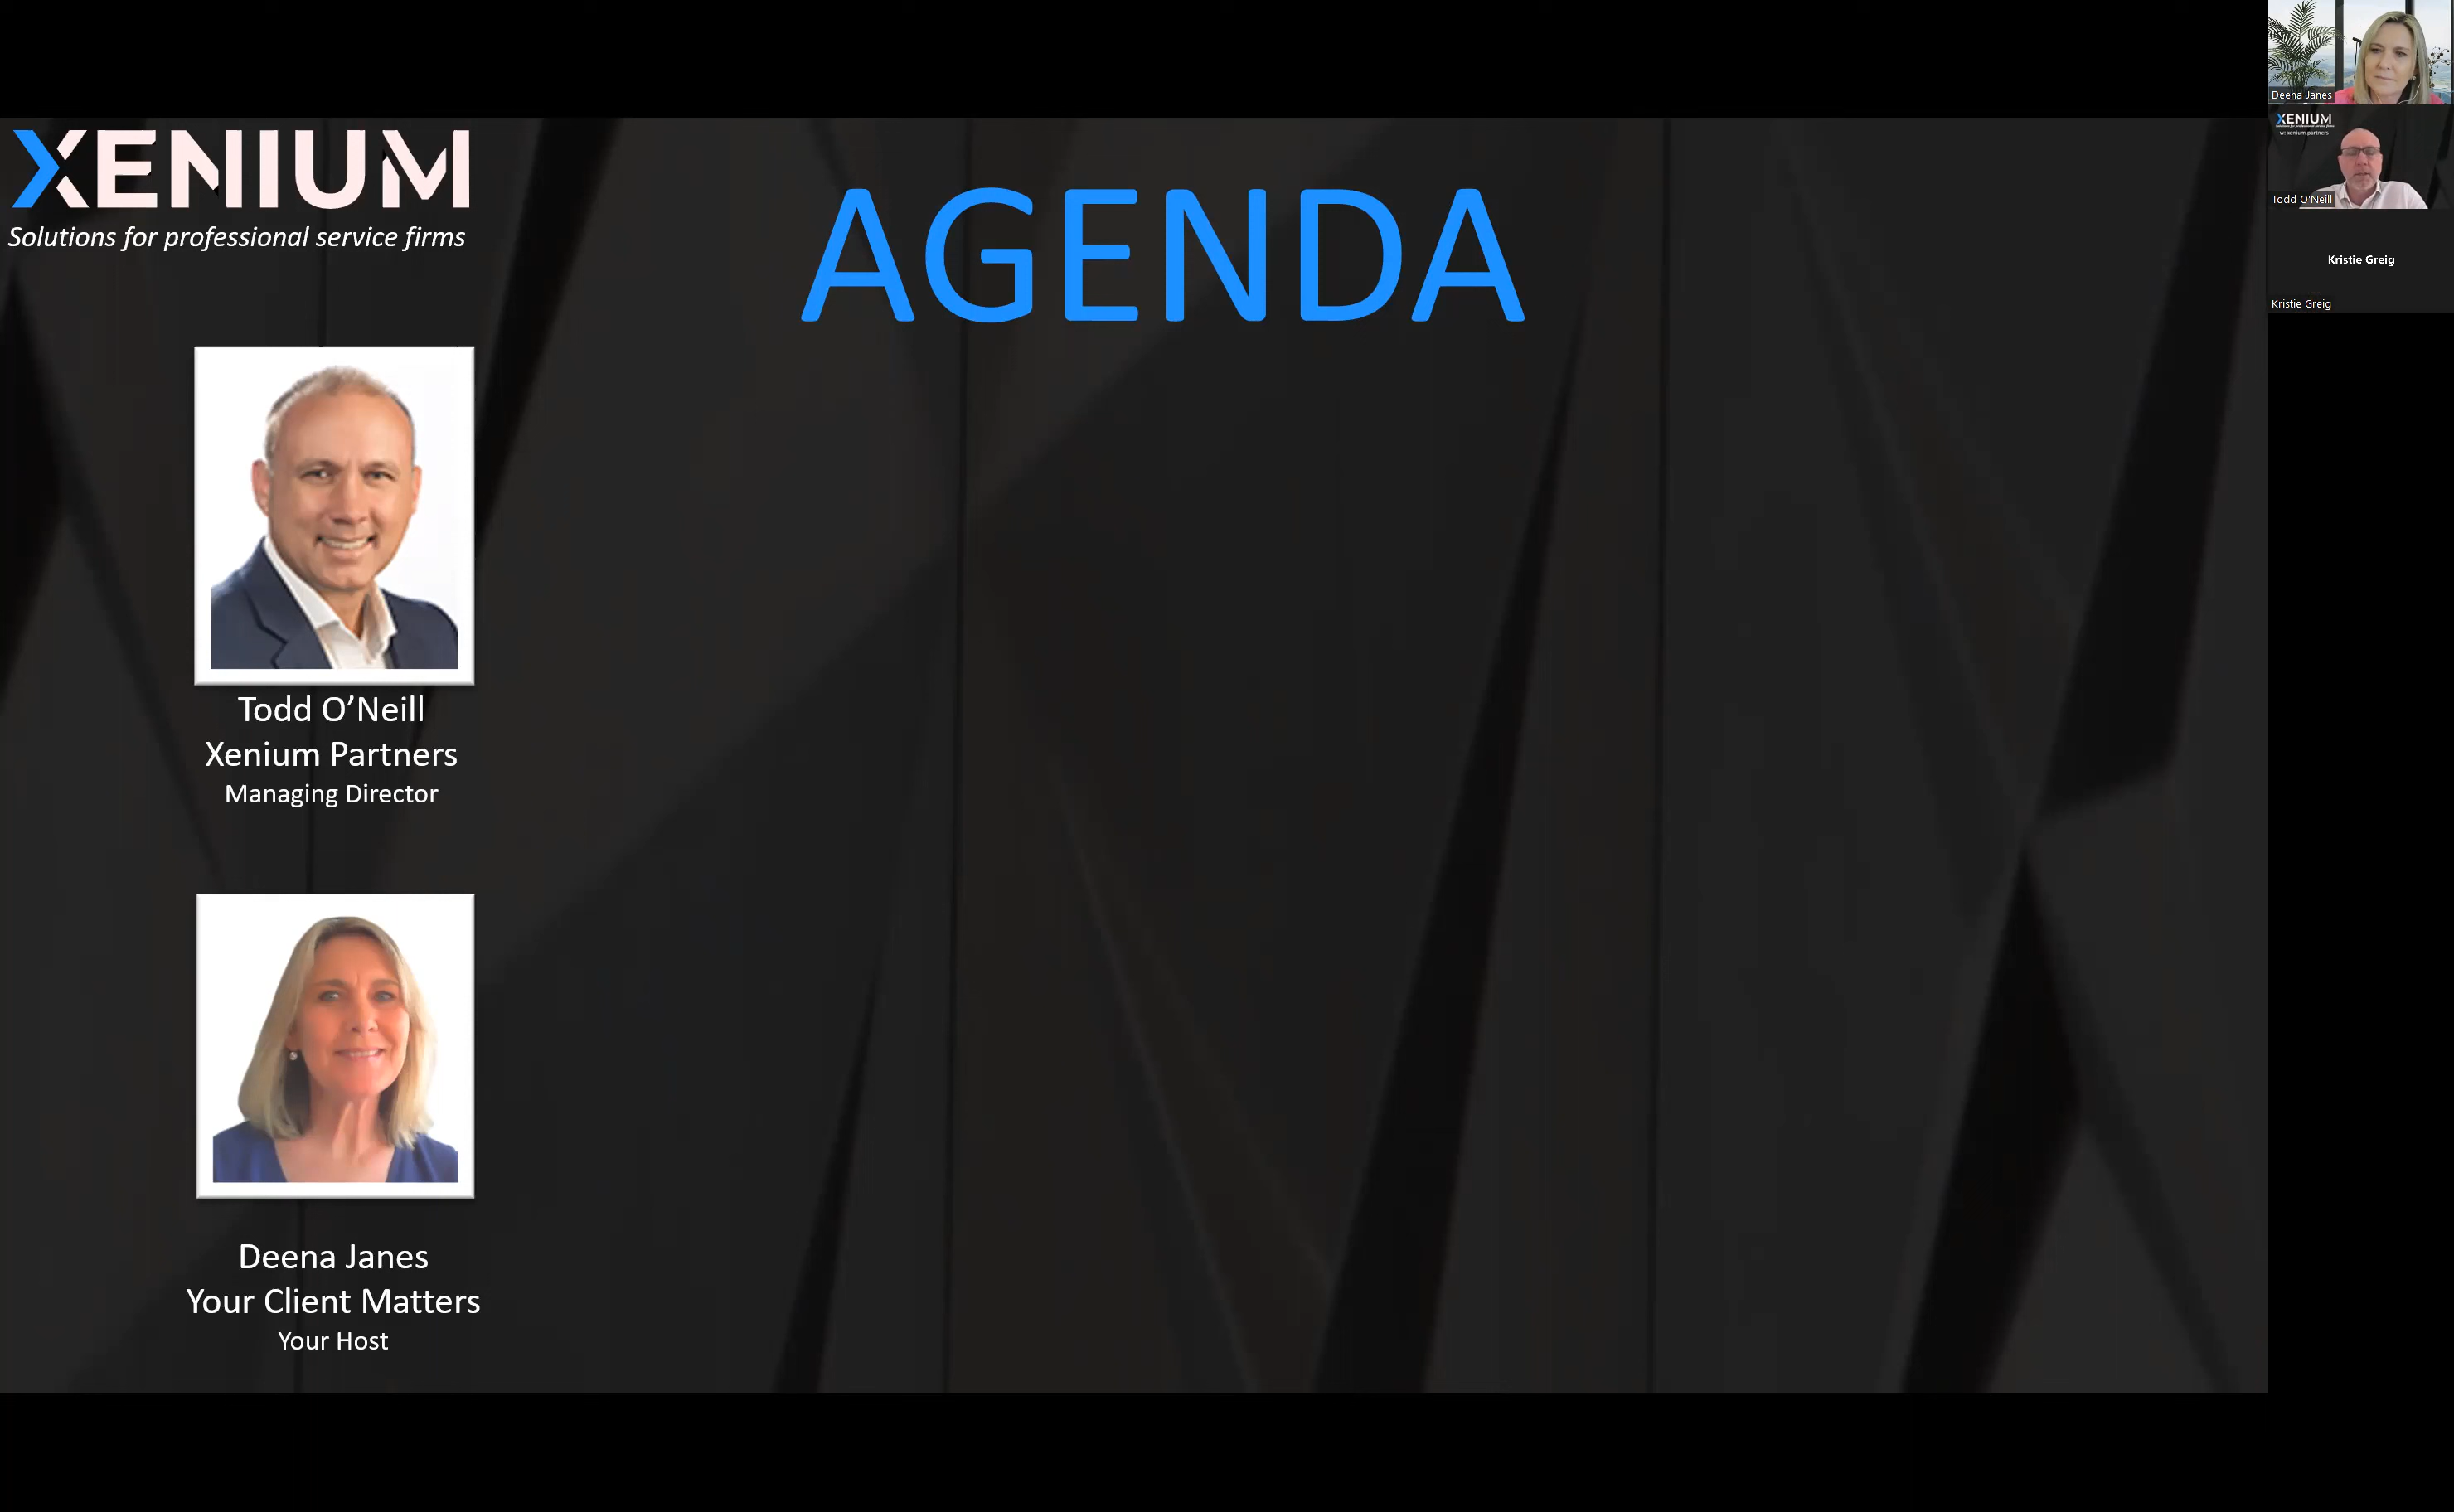 XENIUM
Solutions for professional service firms
AGENDA
Todd O’Neill
Xenium Partners
Managing Director
Deena Janes
Your Client Matters
Your Host
Deena Janes
XENIUM
Todd O'Neill
Kristie Greig
Kristie Greig